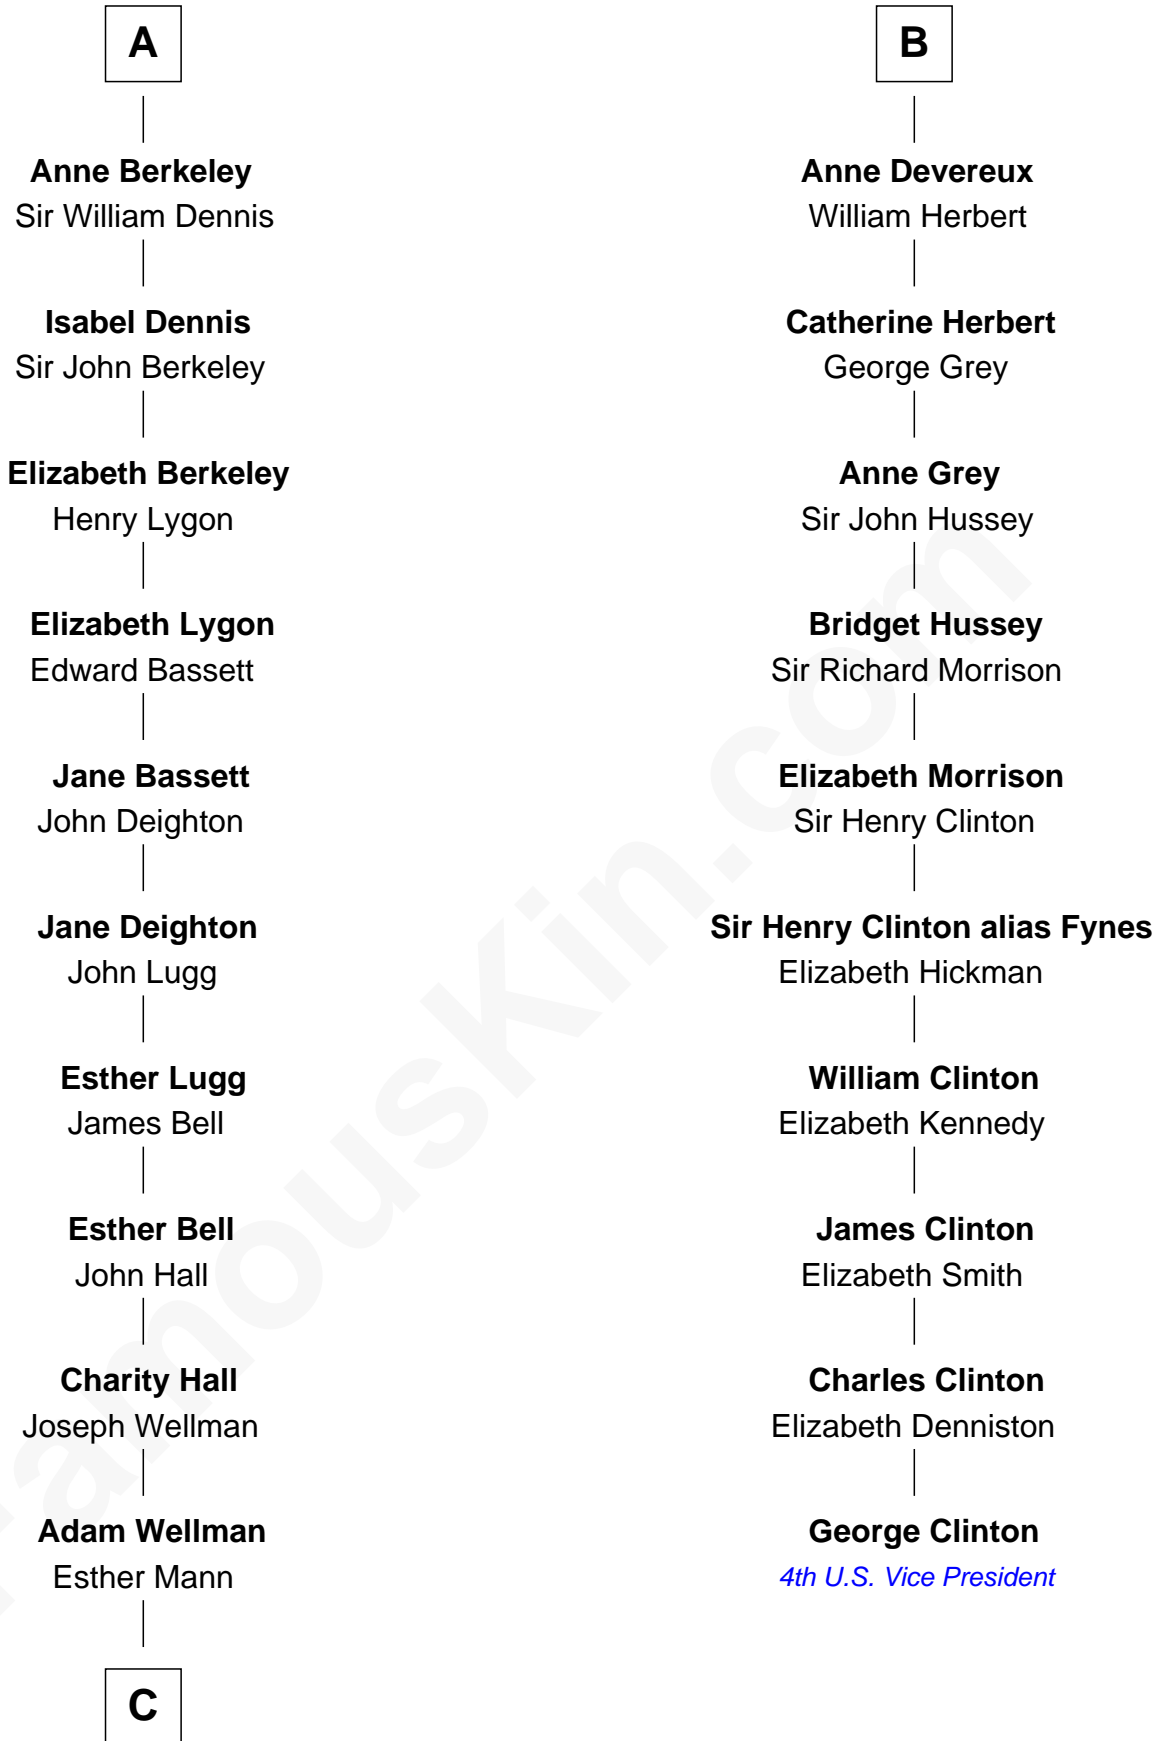 A
Anne Berkeley
Sir William Dennis
Isabel Dennis
Sir John Berkeley
Elizabeth Berkeley
Henry Lygon
Elizabeth Lygon
Edward Bassett
Jane Bassett
John Deighton
Jane Deighton
John Lugg
Esther Lugg
James Bell
Esther Bell
John Hall
Charity Hall
Joseph Wellman
Adam Wellman
Esther Mann
C
B
Anne Devereux
William Herbert
Catherine Herbert
George Grey
Anne Grey
Sir John Hussey
Bridget Hussey
Sir Richard Morrison
Elizabeth Morrison
Sir Henry Clinton
Sir Henry Clinton alias Fynes
Elizabeth Hickman
William Clinton
Elizabeth Kennedy
James Clinton
Elizabeth Smith
Charles Clinton
Elizabeth Denniston
George Clinton
4th U.S. Vice President
FamousKin.com